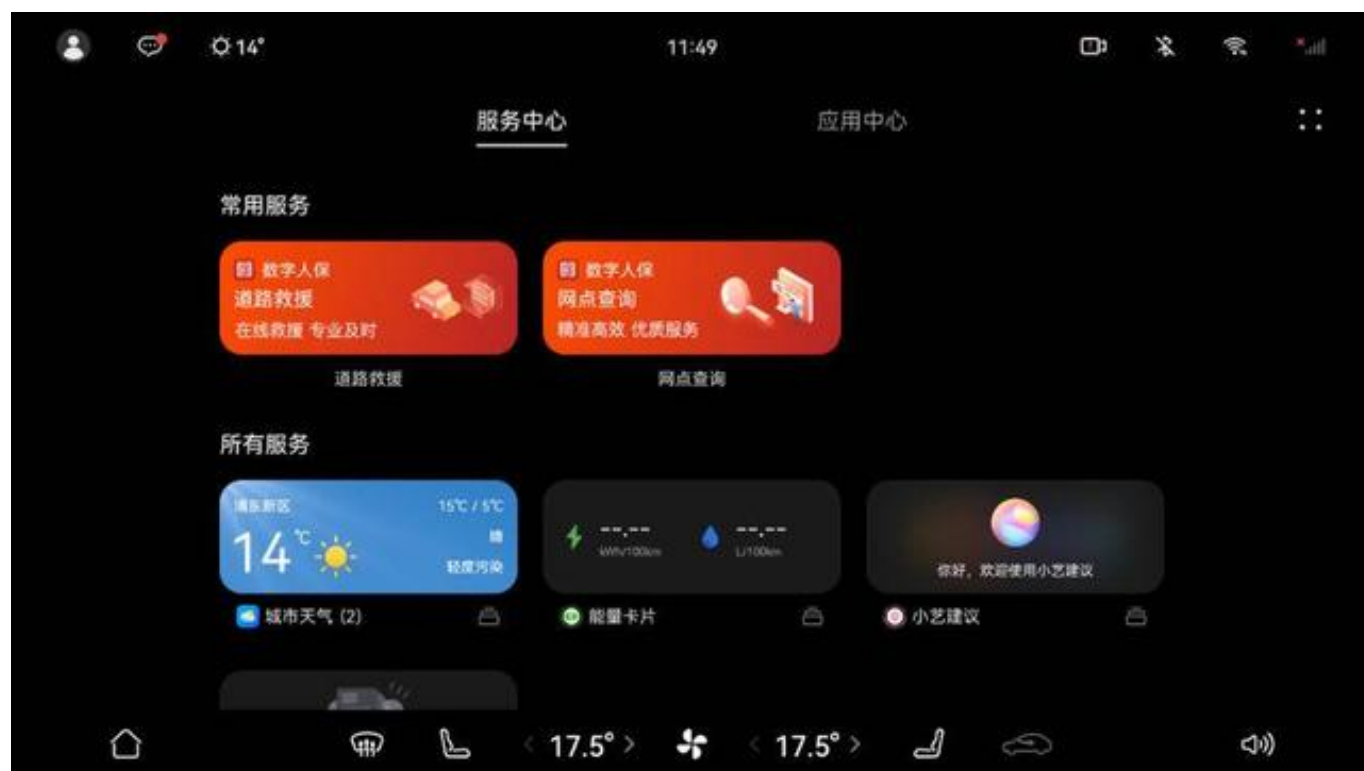 14°
11:49
服务中心
应用中心
常用服务
数字人保
道路救援
在线救援 专业及时
道路救援
数字人保
网点查询
精准高效 优质服务
网点查询
所有服务
浦东新区
15℃ / 5℃
14℃
晴
轻度污染
城市天气 (2)
--.--
kWh/100km
--.--
L/100km
能量卡片
你好，欢迎使用小艺建议
小艺建议
< 17.5° >
< 17.5° >